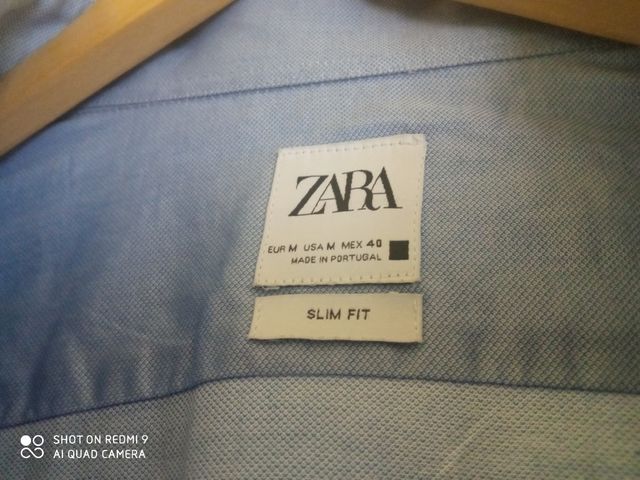 ZARA
EUR M USA M MEX 40
MADE IN PORTUGAL
SLIM FIT
SHOT ON REDMI 9
AI QUAD CAMERA